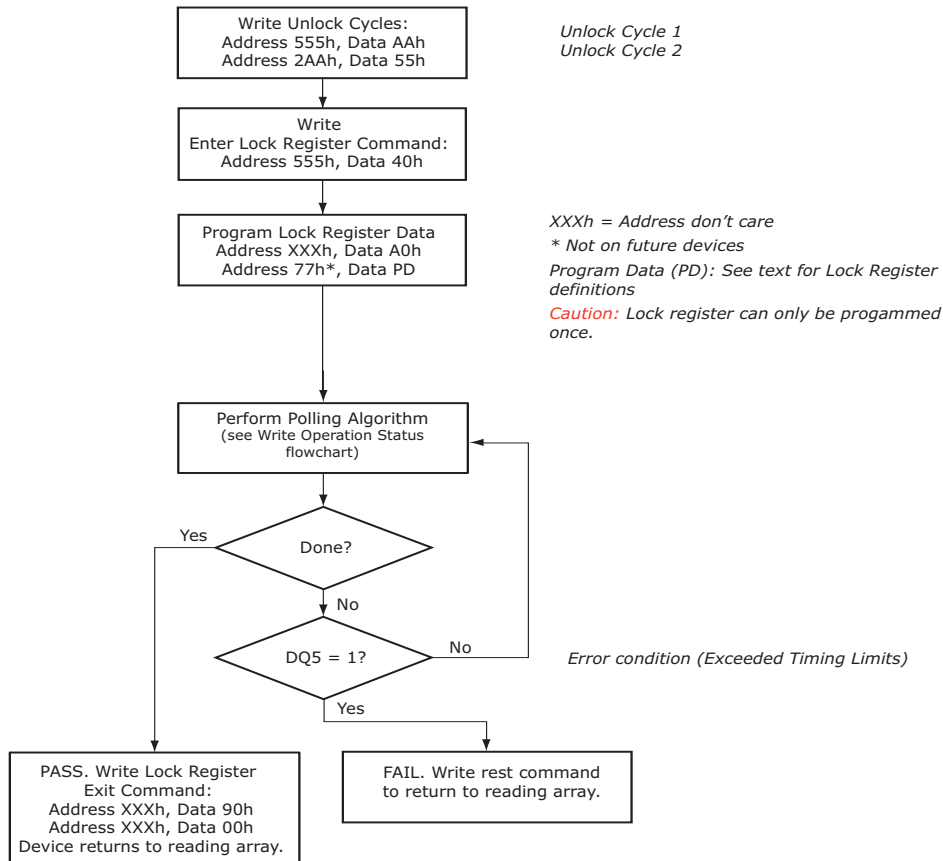 Write Unlock Cycles:
Address 555h, Data AAh
Address 2AAh, Data 55h
Unlock Cycle 1
Unlock Cycle 2
Write
Enter Lock Register Command:
Address 555h, Data 40h
Program Lock Register Data
Address XXXh, Data A0h
Address 77h*, Data PD
XXXh = Address don't care
* Not on future devices
Program Data (PD): See text for Lock Register
definitions
Caution: Lock register can only be progammed
once.
Perform Polling Algorithm
(see Write Operation Status
flowchart)
Yes
Done?
No
DQ5 = 1?
No
Error condition (Exceeded Timing Limits)
Yes
PASS. Write Lock Register
Exit Command:
Address XXXh, Data 90h
Address XXXh, Data 00h
Device returns to reading array.
FAIL. Write rest command
to return to reading array.